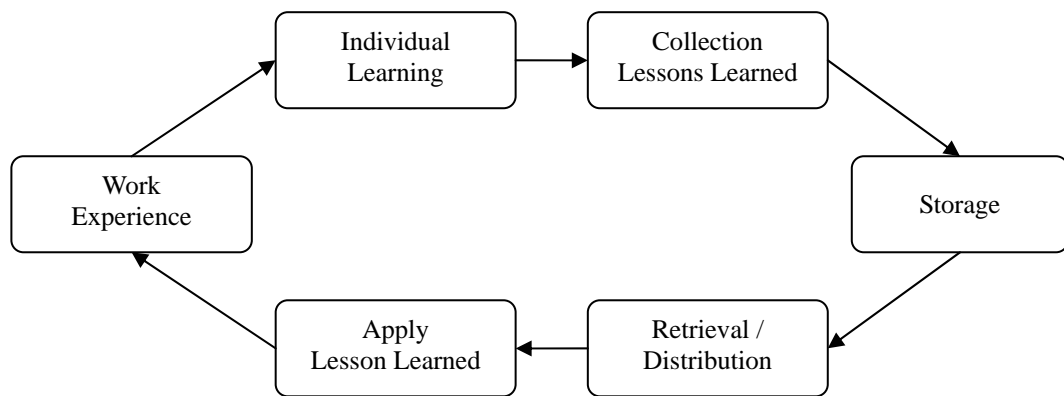 Individual
Learning
Collection
Lessons Learned
Work
Experience
Storage
Apply
Lesson Learned
Retrieval /
Distribution